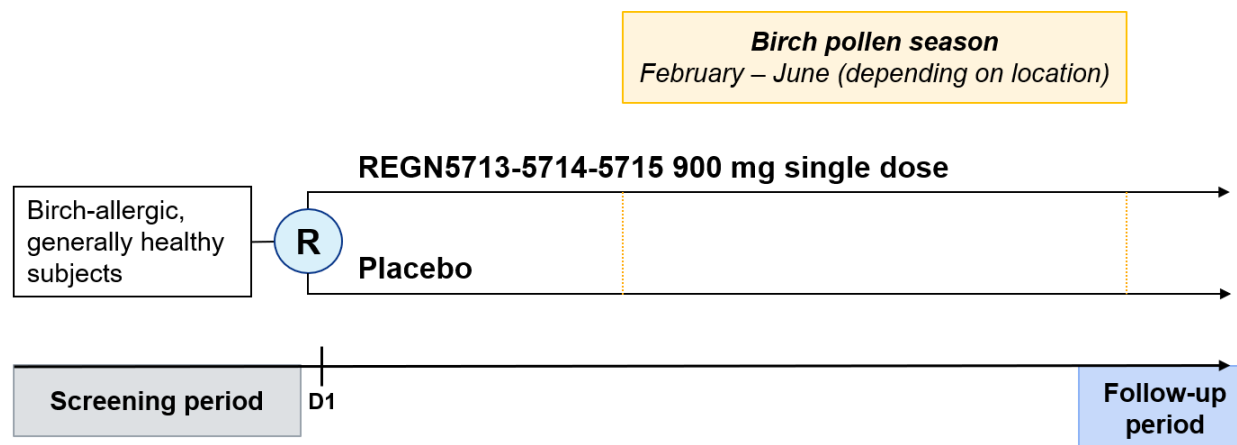 Birch pollen season
February – June (depending on location)
REGN5713-5714-5715 900 mg single dose
Birch-allergic,
generally healthy
subjects
R
Placebo
Screening period
D1
Follow-up
period